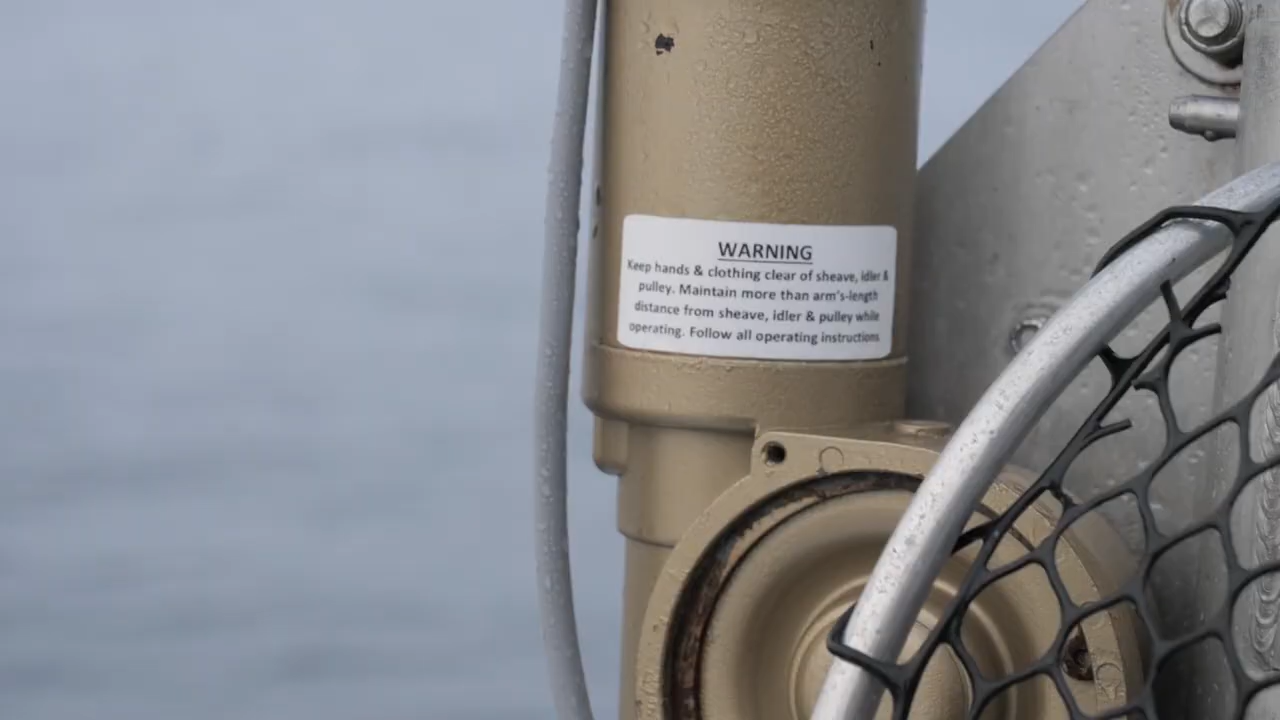 WARNING
Keep hands & clothing clear of sheave, idler &
pulley. Maintain more than arm's-length
distance from sheave, idler & pulley while
operating. Follow all operating instructions